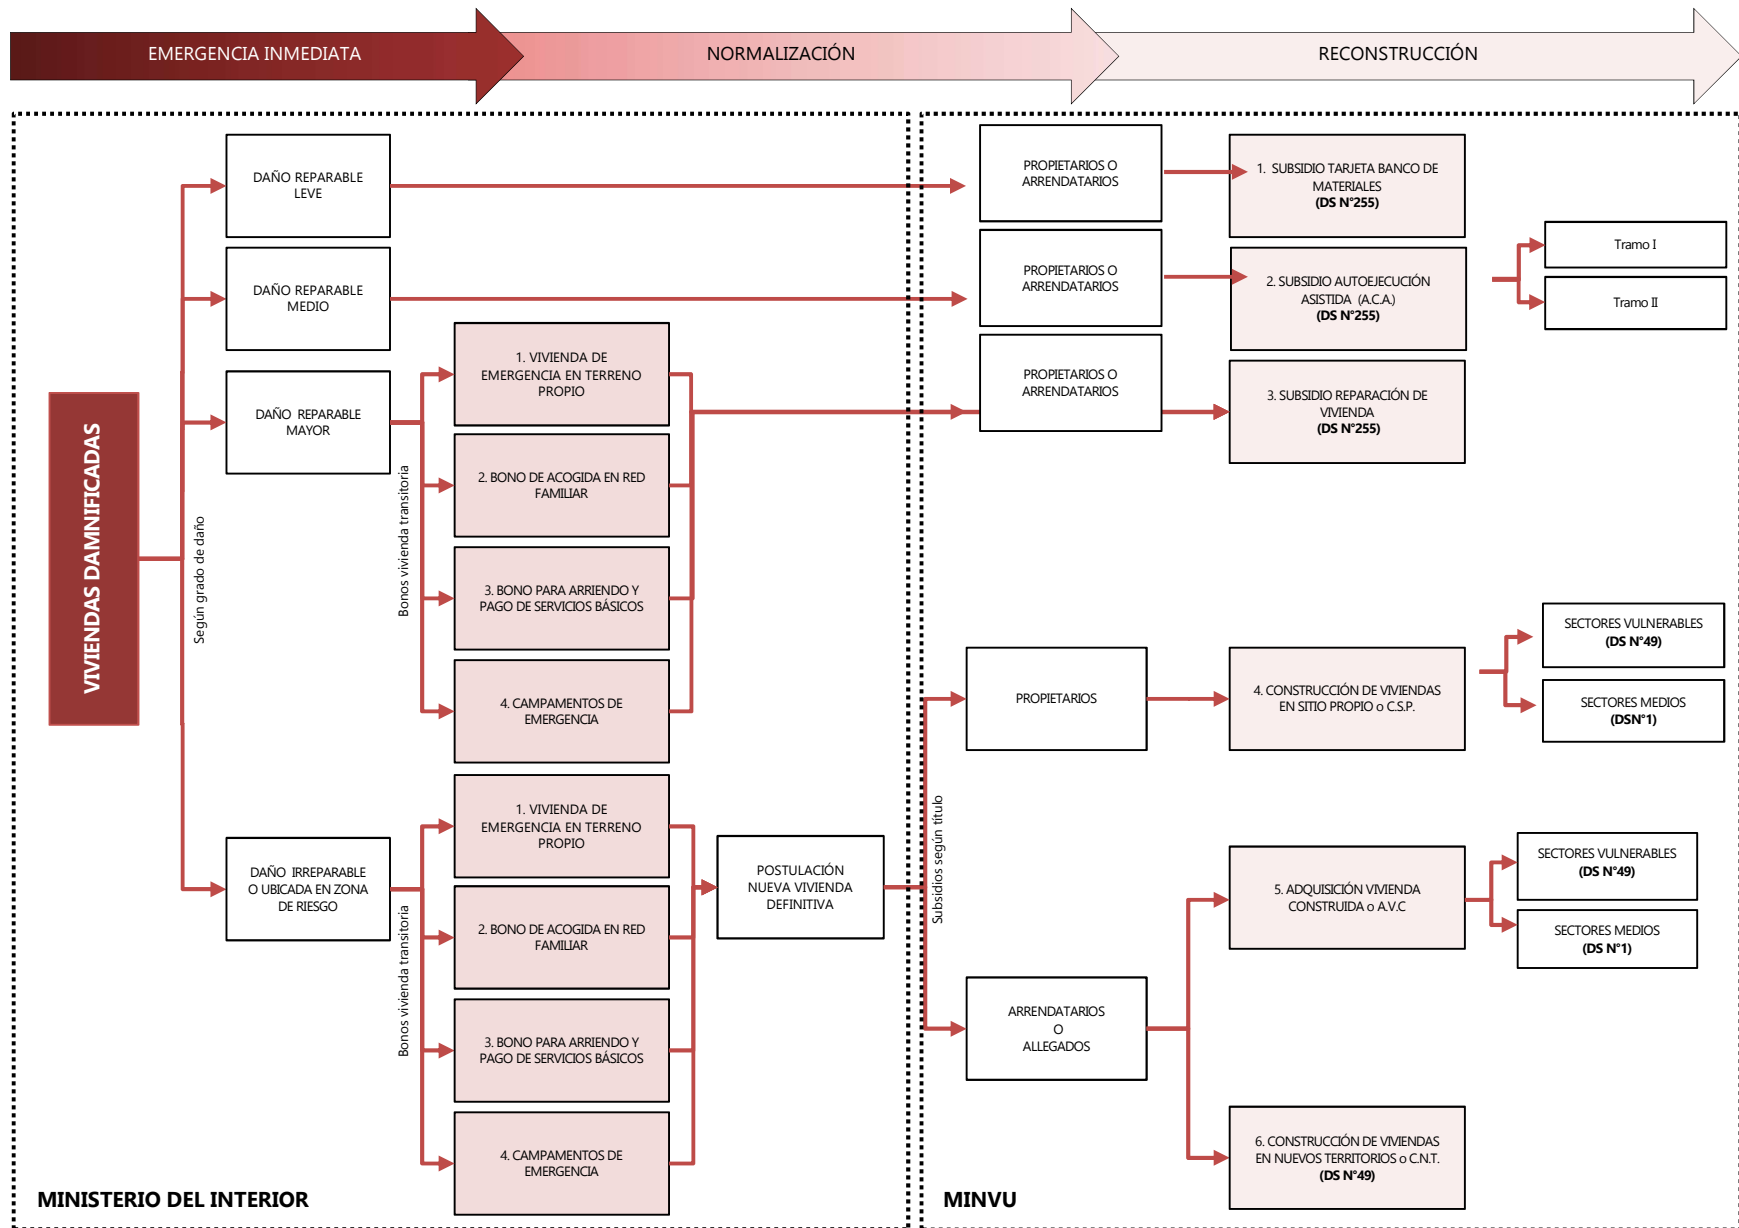 EMERGENCIA INMEDIATA
NORMALIZACIÓN
RECONSTRUCCIÓN
VIVIENDAS DAMNIFICADAS
Según grado de daño
DAÑO REPARABLE
LEVE
DAÑO REPARABLE
MEDIO
DAÑO REPARABLE
MAYOR
Bonos vivienda transitoria
1. VIVIENDA DE
EMERGENCIA EN TERRENO
PROPIO
2. BONO DE ACOGIDA EN RED
FAMILIAR
3. BONO PARA ARRIENDO Y
PAGO DE SERVICIOS BÁSICOS
4. CAMPAMENTOS DE
EMERGENCIA
DAÑO IRREPARABLE
O UBICADA EN ZONA
DE RIESGO
Bonos vivienda transitoria
1. VIVIENDA DE
EMERGENCIA EN TERRENO
PROPIO
2. BONO DE ACOGIDA EN RED
FAMILIAR
3. BONO PARA ARRIENDO Y
PAGO DE SERVICIOS BÁSICOS
4. CAMPAMENTOS DE
EMERGENCIA
POSTULACIÓN
NUEVA VIVIENDA
DEFINITIVA
MINISTERIO DEL INTERIOR
PROPIETARIOS O
ARRENDATARIOS
1. SUBSIDIO TARJETA BANCO DE
MATERIALES
(DS N°255)
PROPIETARIOS O
ARRENDATARIOS
2. SUBSIDIO AUTOEJECUCIÓN
ASISTIDA (A.C.A.)
(DS N°255)
Tramo I
Tramo II
PROPIETARIOS O
ARRENDATARIOS
3. SUBSIDIO REPARACIÓN DE
VIVIENDA
(DS N°255)
Subsidios según título
PROPIETARIOS
4. CONSTRUCCIÓN DE VIVIENDAS
EN SITIO PROPIO o C.S.P.
SECTORES VULNERABLES
(DS N°49)
SECTORES MEDIOS
(DSN°1)
ARRENDATARIOS
O
ALLEGADOS
5. ADQUISICIÓN VIVIENDA
CONSTRUIDA o A.V.C
SECTORES VULNERABLES
(DS N°49)
SECTORES MEDIOS
(DS N°1)
6. CONSTRUCCIÓN DE VIVIENDAS
EN NUEVOS TERRITORIOS o C.N.T.
(DS N°49)
MINVU